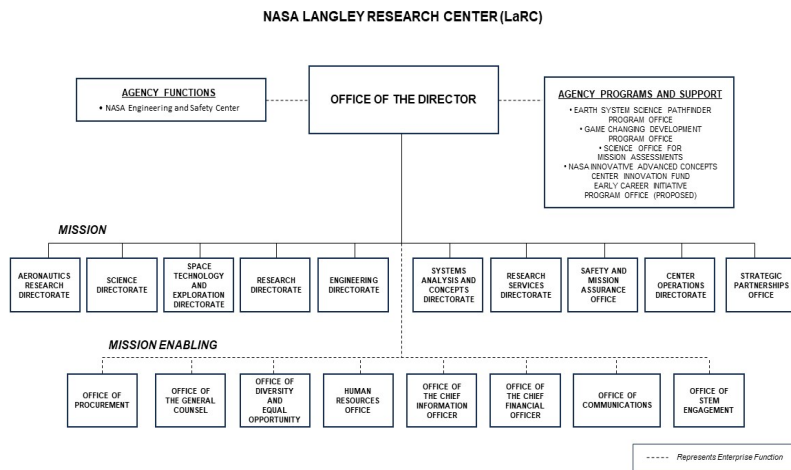 NASA LANGLEY RESEARCH CENTER (LaRC)
AGENCY FUNCTIONS
• NASA Engineering and Safety Center
OFFICE OF THE DIRECTOR
AGENCY PROGRAMS AND SUPPORT
• EARTH SYSTEM SCIENCE PATHFINDER
PROGRAM OFFICE
• GAME CHANGING DEVELOPMENT
PROGRAM OFFICE
• SCIENCE OFFICE FOR
MISSION ASSESSMENTS
• NASA INNOVATIVE ADVANCED CONCEPTS
CENTER INNOVATION FUND
EARLY CAREER INITIATIVE
PROGRAM OFFICE (PROPOSED)
MISSION
AERONAUTICS
RESEARCH
DIRECTORATE
SCIENCE
DIRECTORATE
SPACE
TECHNOLOGY
AND
EXPLORATION
DIRECTORATE
RESEARCH
DIRECTORATE
ENGINEERING
DIRECTORATE
SYSTEMS
ANALYSIS AND
CONCEPTS
DIRECTORATE
RESEARCH
SERVICES
DIRECTORATE
SAFETY AND
MISSION
ASSURANCE
OFFICE
CENTER
OPERATIONS
DIRECTORATE
STRATEGIC
PARTNERSHIPS
OFFICE
MISSION ENABLING
OFFICE OF
PROCUREMENT
OFFICE OF
THE GENERAL
COUNSEL
OFFICE OF
DIVERSITY
AND
EQUAL
OPPORTUNITY
HUMAN
RESOURCES
OFFICE
OFFICE OF
THE CHIEF
INFORMATION
OFFICER
OFFICE OF
THE CHIEF
FINANCIAL
OFFICER
OFFICE OF
COMMUNICATIONS
OFFICE OF
STEM
ENGAGEMENT
Represents Enterprise Function